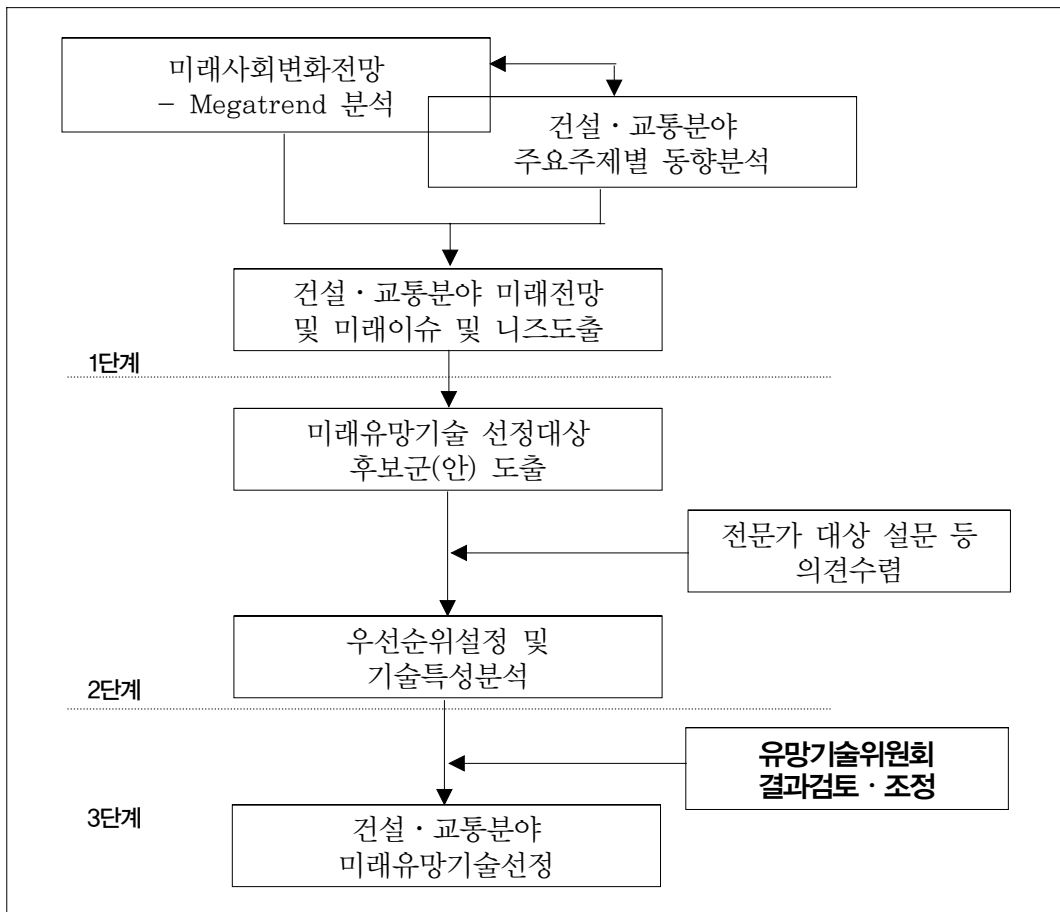 미래사회변화전망
- Megatrend 분석
건설 · 교통분야
주요주제별 동향분석
건설 · 교통분야 미래전망
및 미래이슈 및 니즈도출
1단계
미래유망기술 선정대상
후보군(안) 도출
전문가 대상 설문 등
의견수렴
우선순위설정 및
기술특성분석
2단계
유망기술위원회
결과검토 · 조정
3단계
건설 · 교통분야
미래유망기술선정